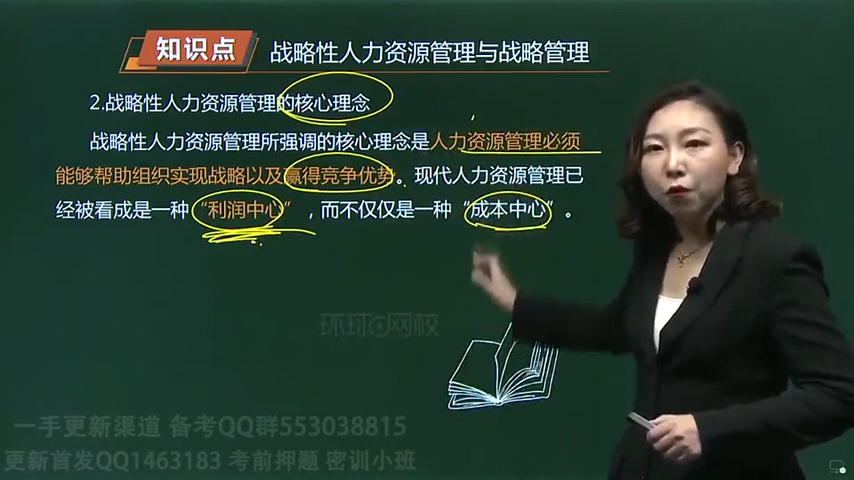 知识点 战略性人力资源管理与战略管理
2.战略性人力资源管理的核心理念
战略性人力资源管理所强调的核心理念是人力资源管理必须
能够帮助组织实现战略以及赢得竞争优势。现代人力资源管理已
经被看成是一种“利润中心”，而不仅仅是一种“成本中心”。
环球网校
一手更新渠道 备考QQ群553038815
更新首发QQ1463183 考前押题 密训小班